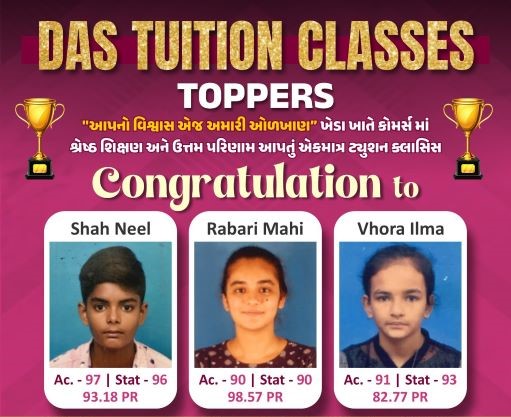 DAS TUITION CLASSES
TOPPERS
"આપનો વિશ્વાસ એજ અમારી ઓળખાણ" ખેડા ખાતે કોમર્સ માં
શ્રેષ્ઠ શિક્ષણ અને ઉત્તમ પરિણામ આપતું એકમાત્ર ટ્યુશન ક્લાસિસ
Congratulation to
Shah Neel
Rabari Mahi
Vhora Ilma
Ac. - 97 | Stat - 96
93.18 PR
Ac. - 90 | Stat - 90
98.57 PR
Ac. - 91 | Stat - 93
82.77 PR